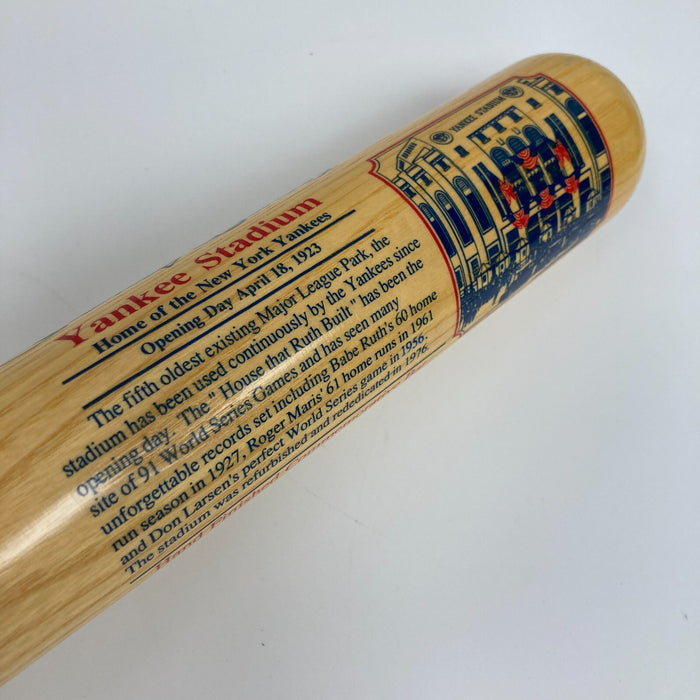 YANKEE STADIUM
Yankee Stadium
Home of the New York Yankees
Opening Day April 18, 1923
The fifth oldest existing Major League Park, the
stadium has been used continuously by the Yankees since
opening day. The " House that Ruth Built " has been the
site of 91 World Series Games and has seen many
unforgettable records set including Babe Ruth's 60 home
run season in 1927, Roger Maris' 61 home runs in 1961
and Don Larsen's perfect World Series game in 1956.
The stadium was refurbished and rededicated in 1976.
Hand Finished